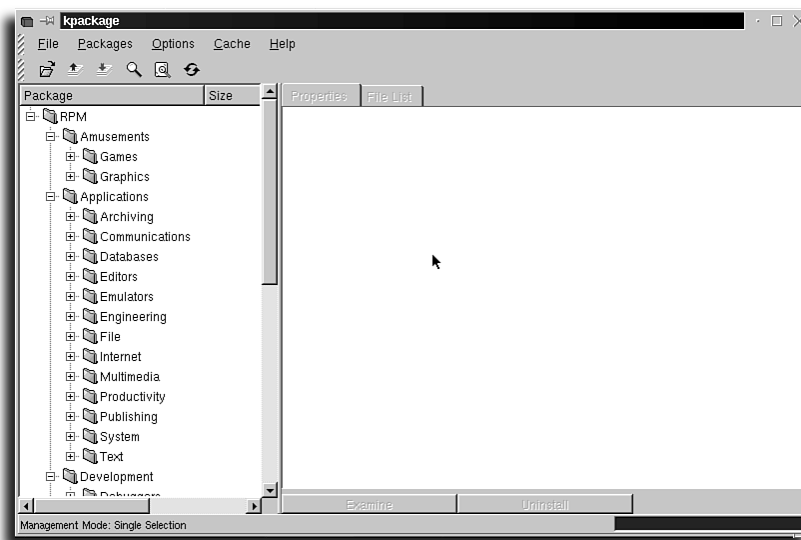 kpackage
File Packages Options Cache Help
Package Size
Properties File List
RPM
Amusements
Games
Graphics
Applications
Archiving
Communications
Databases
Editors
Emulators
Engineering
File
Internet
Multimedia
Productivity
Publishing
System
Text
Development
Debuggers
Examine Uninstall
Management Mode: Single Selection